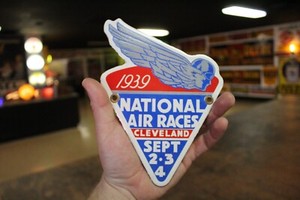 1939
NATIONAL
AIR RACES
CLEVELAND
SEPT
2·3
4